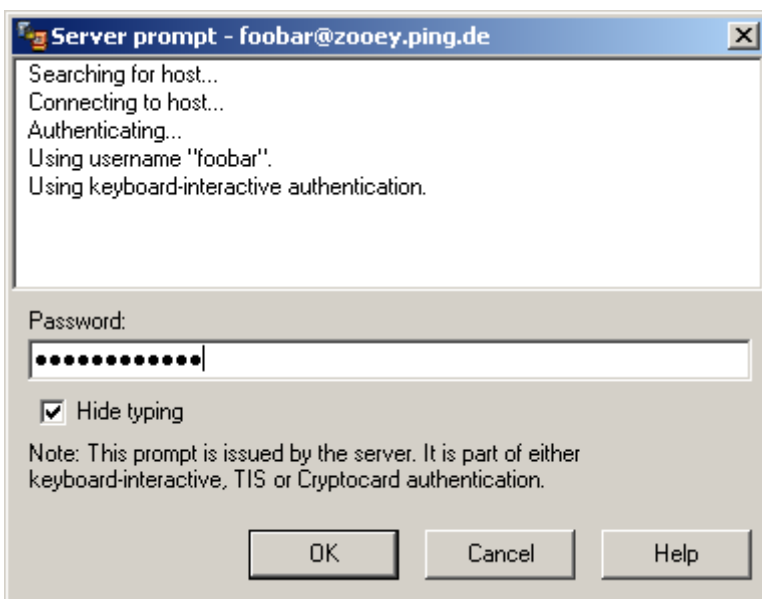 Server prompt - foobar@zooey.ping.de
Searching for host...
Connecting to host...
Authenticating...
Using username "foobar".
Using keyboard-interactive authentication.
Password:
●●●●●●●●●●●●
Hide typing
Note: This prompt is issued by the server. It is part of either
keyboard-interactive, TIS or Cryptocard authentication.
OK
Cancel
Help